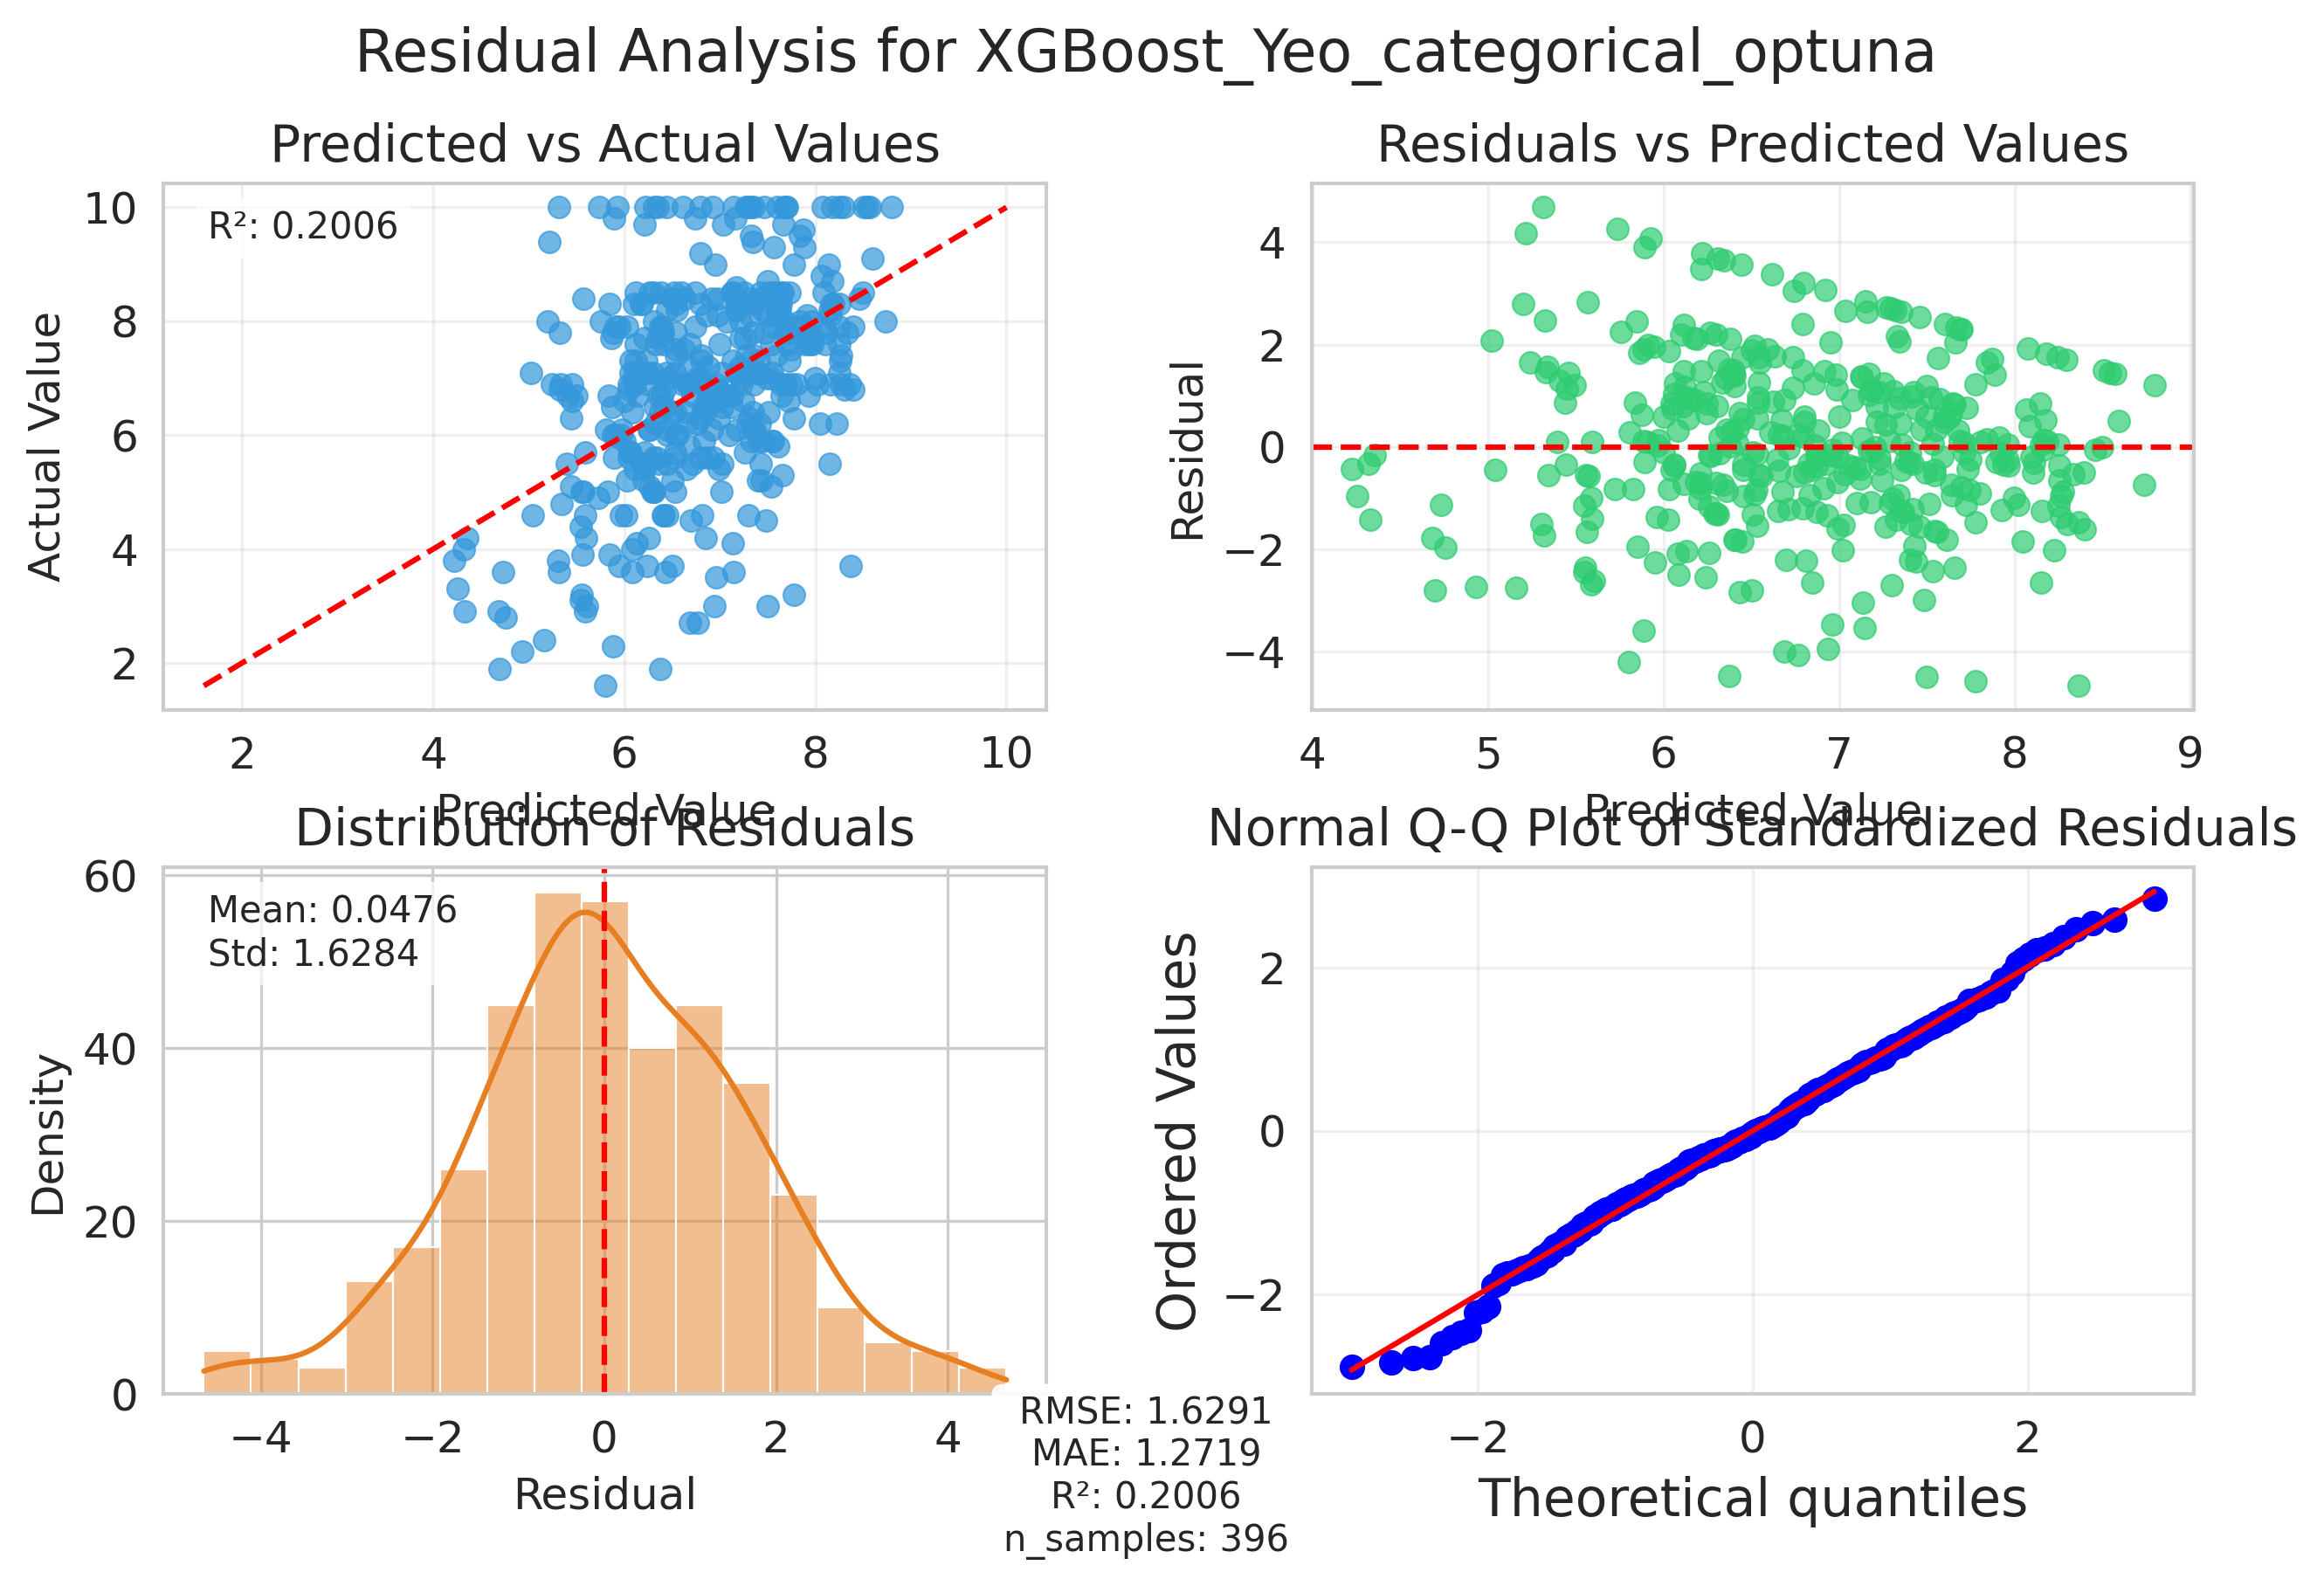 Residual Analysis for XGBoost_Yeo_categorical_optuna
Predicted vs Actual Values
R²: 0.2006
10
8
6
4
2
Actual Value
2
4
6
8
10
Predicted Value
Residuals vs Predicted Values
4
2
0
−2
−4
Residual
4
5
6
7
8
9
Predicted Value
Distribution of Residuals
Mean: 0.0476
Std: 1.6284
60
40
20
0
Density
−4
−2
0
2
4
Residual
Normal Q-Q Plot of Standardized Residuals
2
0
−2
Ordered Values
−2
0
2
Theoretical quantiles
RMSE: 1.6291
MAE: 1.2719
R²: 0.2006
n_samples: 396